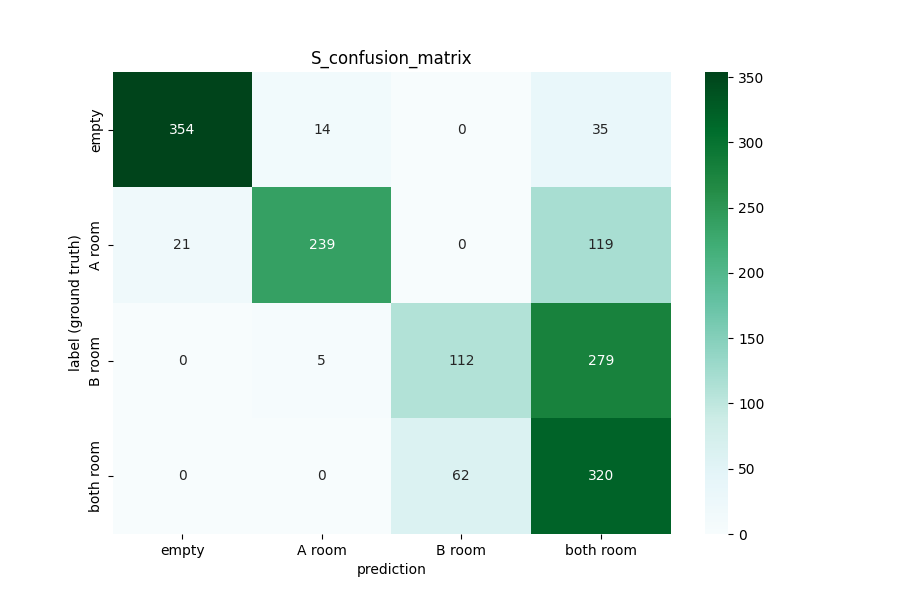 S_confusion_matrix
label (ground truth)
empty 354 14 0 35
A room 21 239 0 119
B room 0 5 112 279
both room 0 0 62 320
empty A room B room both room
prediction
350
300
250
200
150
100
50
0